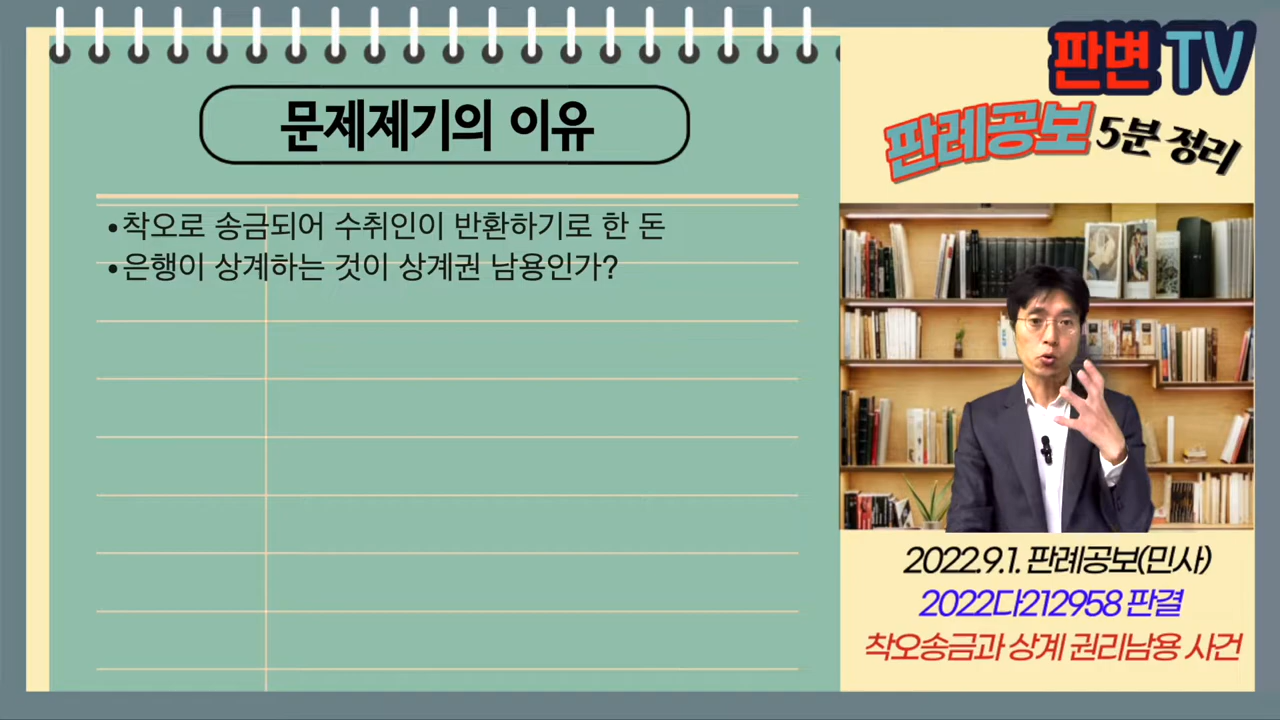 문제제기의 이유
•착오로 송금되어 수취인이 반환하기로 한 돈
•은행이 상계하는 것이 상계권 남용인가?
판변 TV
판례공보 5분 정리
2022.9.1. 판례공보(민사)
2022다212958 판결
착오송금과 상계 권리남용 사건